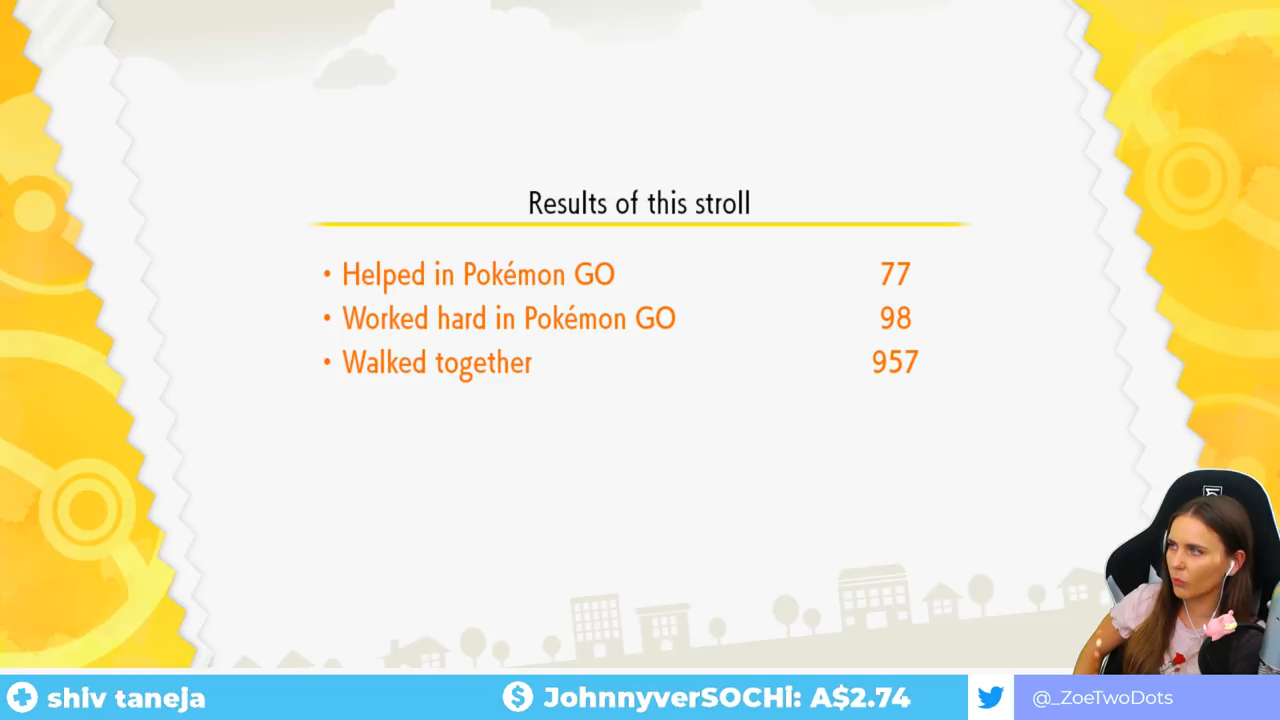 Results of this stroll
• Helped in Pokémon GO 77
• Worked hard in Pokémon GO 98
• Walked together 957
shiv taneja
JohnnyverSOCHi: A$2.74
@_ZoeTwoDots